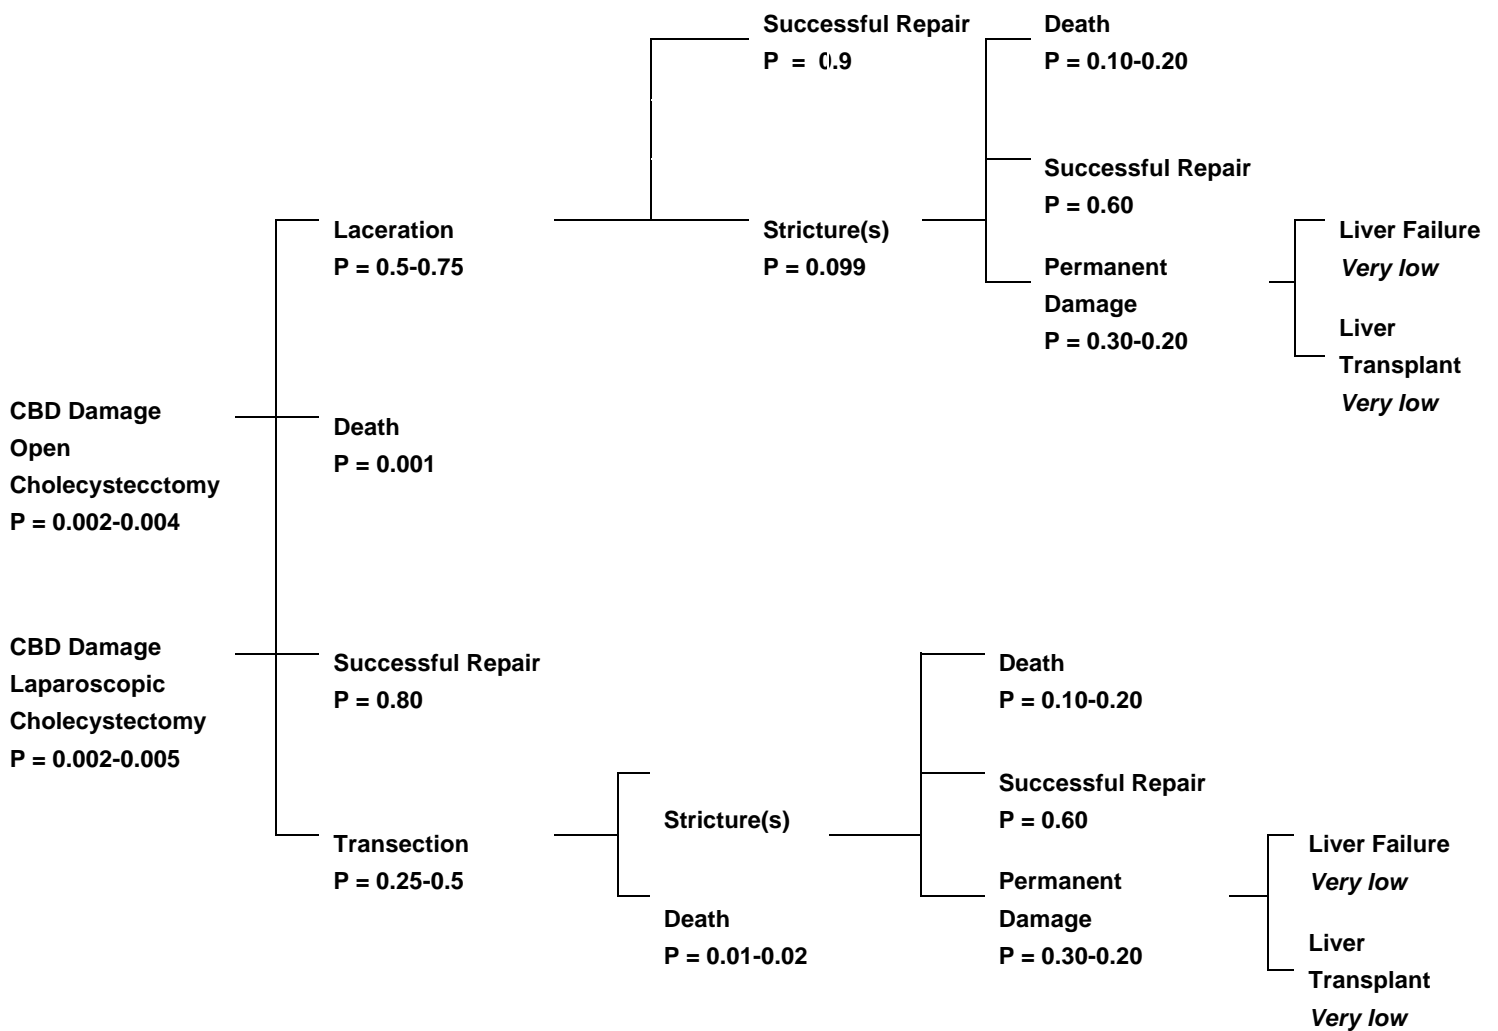 Successful Repair
P = 0.9
Death
P = 0.10-0.20
Successful Repair
P = 0.60
Laceration
P = 0.5-0.75
Stricture(s)
P = 0.099
Permanent
Damage
P = 0.30-0.20
Liver Failure
Very low
Liver
Transplant
Very low
CBD Damage
Open
Cholecystecctomy
P = 0.002-0.004
Death
P = 0.001
CBD Damage
Laparoscopic
Cholecystectomy
P = 0.002-0.005
Successful Repair
P = 0.80
Death
P = 0.10-0.20
Successful Repair
P = 0.60
Transection
P = 0.25-0.5
Stricture(s)
Death
P = 0.01-0.02
Permanent
Damage
P = 0.30-0.20
Liver Failure
Very low
Liver
Transplant
Very low